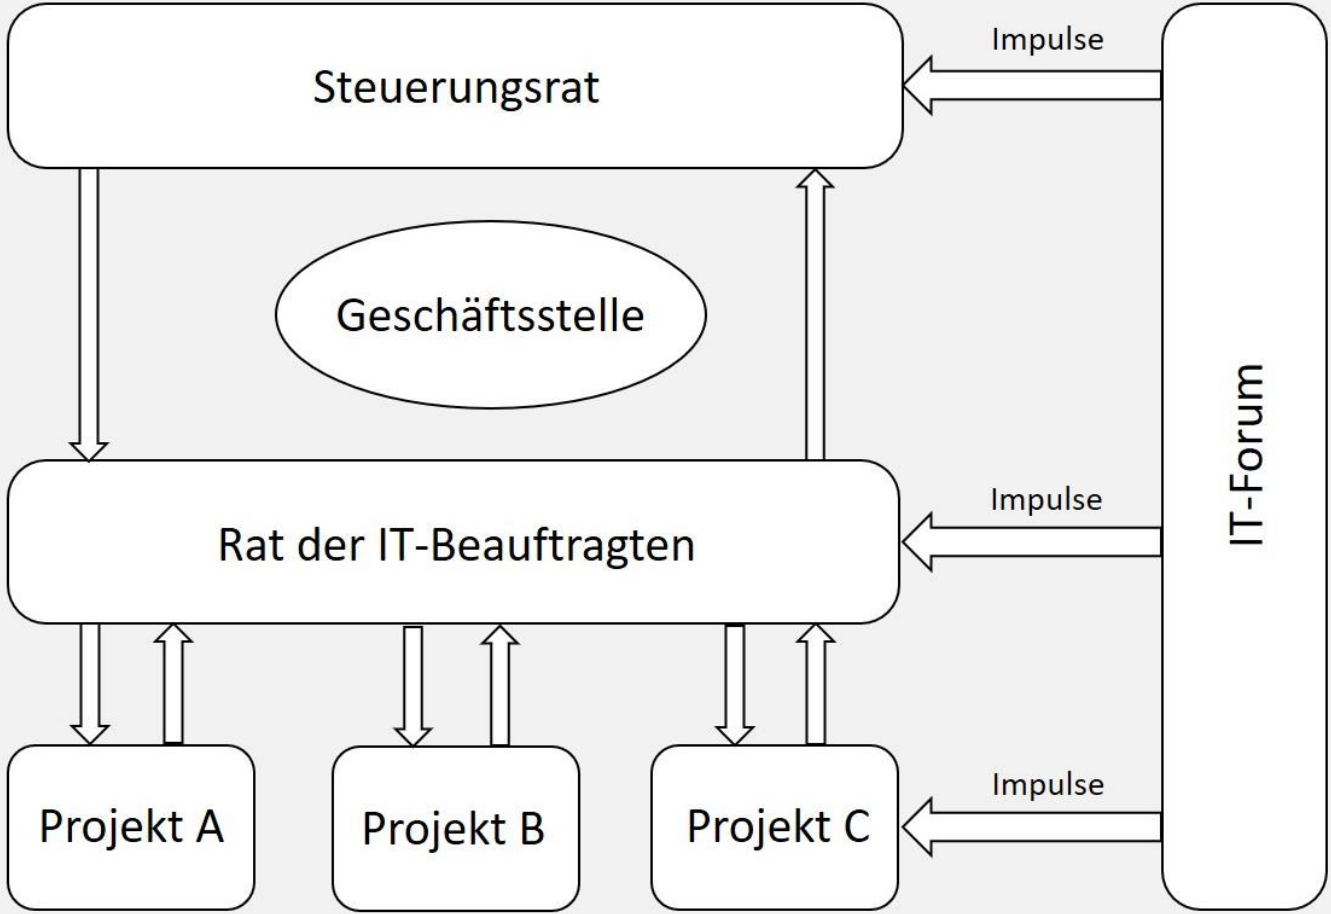 Impulse
Steuerungsrat
Geschäftsstelle
IT-Forum
Impulse
Rat der IT-Beauftragten
Impulse
Projekt A
Projekt B
Projekt C